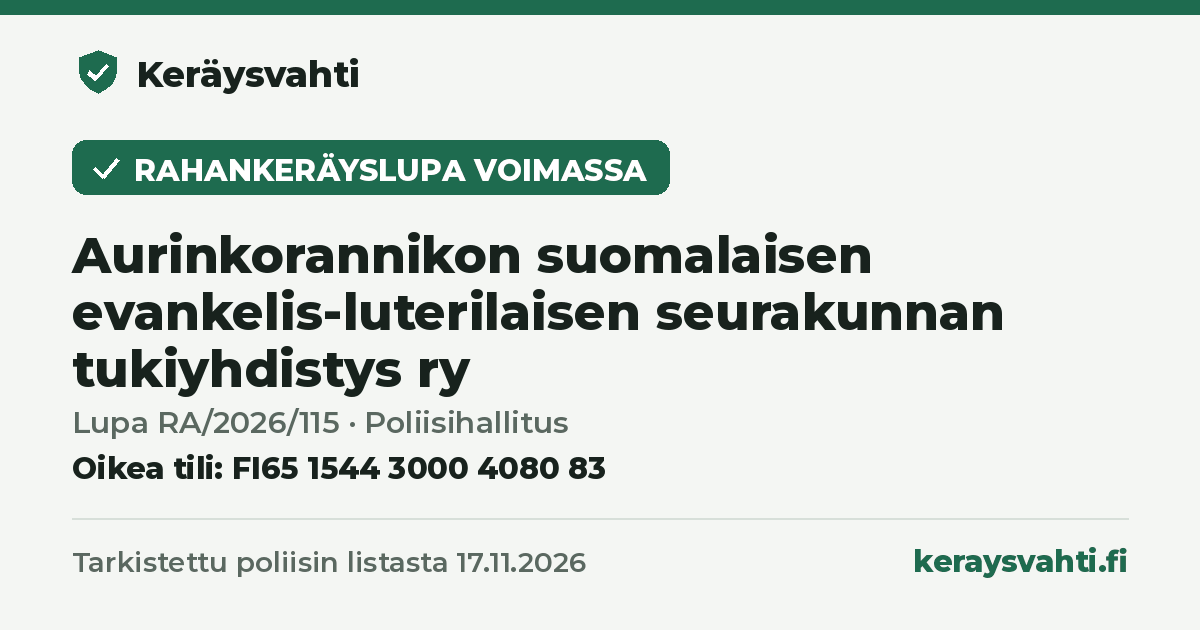 Keräysvahti
RAHANKERÄYSLUPA VOIMASSA
Aurinkorannikon suomalaisen
evankelis-luterilaisen seurakunnan
tukiyhdistys ry
Lupa RA/2026/115 · Poliisihallitus
Oikea tili: FI65 1544 3000 4080 83
Tarkistettu poliisin listasta 17.11.2026
keraysvahti.fi